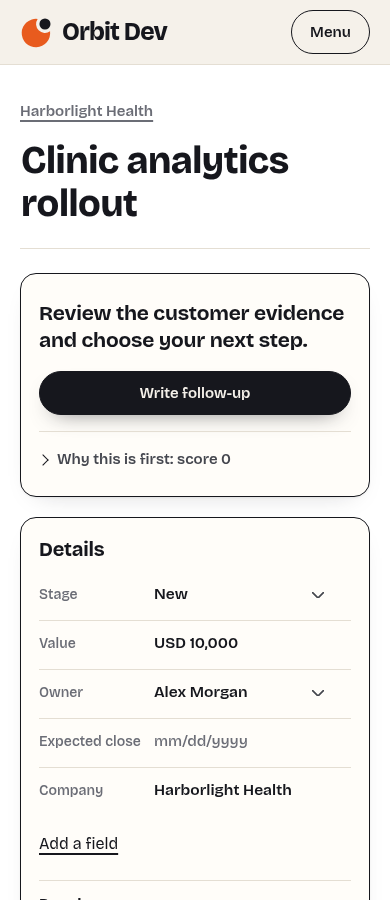 Orbit Dev
Menu
Harborlight Health
Clinic analytics
rollout
Review the customer evidence
and choose your next step.
Write follow-up
Why this is first: score 0
Details
Stage New
Value USD 10,000
Owner Alex Morgan
Expected close mm/dd/yyyy
Company Harborlight Health
Add a field